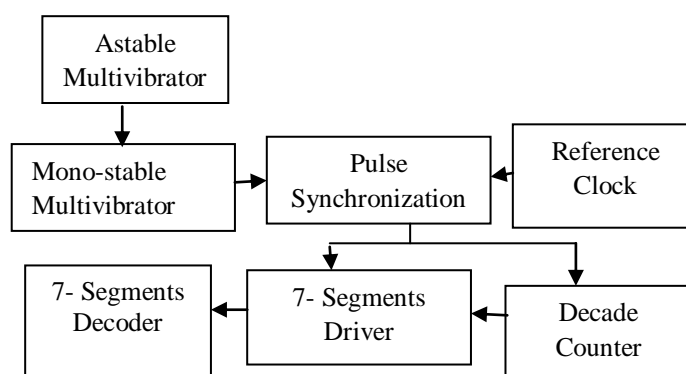 Astable
Multivibrator
Mono-stable
Multivibrator
Pulse
Synchronization
Reference
Clock
7- Segments
Decoder
7- Segments
Driver
Decade
Counter